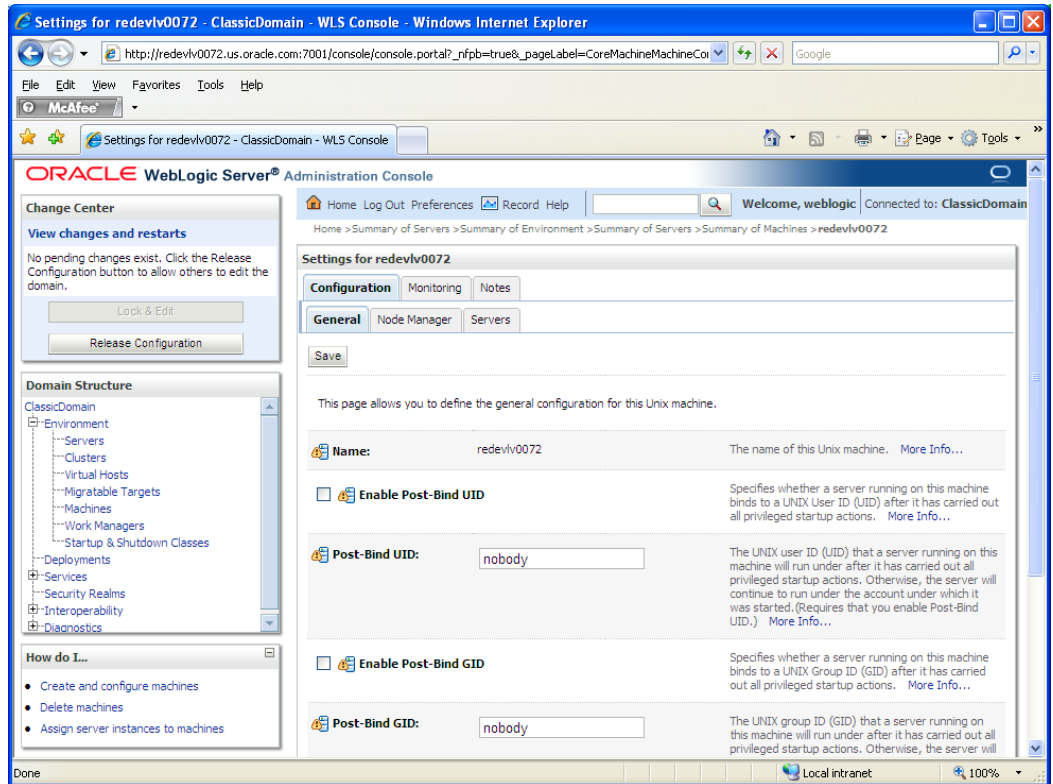 Settings for redevlv0072 - ClassicDomain - WLS Console - Windows Internet Explorer
http://redevlv0072.us.oracle.com:7001/console/console.portal?_nfpb=true&_pageLabel=CoreMachineMachineCo
Google
File Edit View Favorites Tools Help
McAfee
Settings for redevlv0072 - ClassicDomain - WLS Console
Page Tools
ORACLE WebLogic Server® Administration Console
Change Center
View changes and restarts
No pending changes exist. Click the Release
Configuration button to allow others to edit the
domain.
Lock & Edit
Release Configuration
Domain Structure
ClassicDomain
Environment
Servers
Clusters
Virtual Hosts
Migratable Targets
Machines
Work Managers
Startup & Shutdown Classes
Deployments
Services
Security Realms
Interoperability
Diagnostics
How do I...
Create and configure machines
Delete machines
Assign server instances to machines
Home Log Out Preferences Record Help
Welcome, weblogic Connected to: ClassicDomain
Home >Summary of Servers >Summary of Environment >Summary of Servers >Summary of Machines >redevlv0072
Settings for redevlv0072
Configuration Monitoring Notes
General Node Manager Servers
Save
This page allows you to define the general configuration for this Unix machine.
Name: redevlv0072
The name of this Unix machine. More Info...
Enable Post-Bind UID
Specifies whether a server running on this machine
binds to a UNIX User ID (UID) after it has carried out
all privileged startup actions. More Info...
Post-Bind UID: nobody
The UNIX user ID (UID) that a server running on this
machine will run under after it has carried out all
privileged startup actions. Otherwise, the server will
continue to run under the account under which it
was started.(Requires that you enable Post-Bind
UID.) More Info...
Enable Post-Bind GID
Specifies whether a server running on this machine
binds to a UNIX Group ID (GID) after it has carried
out all privileged startup actions. More Info...
Post-Bind GID: nobody
The UNIX group ID (GID) that a server running on
this machine will run under after it has carried out all
privileged startup actions. Otherwise, the server will
Done
Local intranet
100%